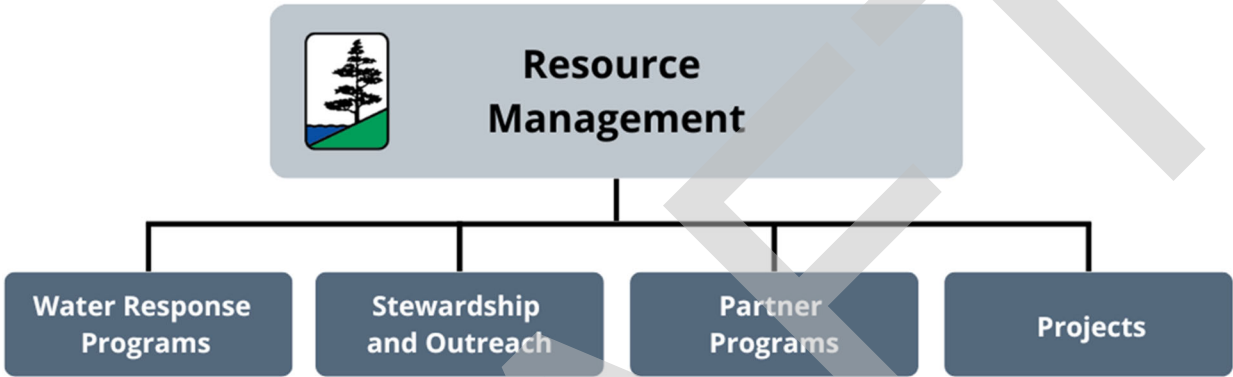 Resource
Management
Water Response
Programs
Stewardship
and Outreach
Partner
Programs
Projects